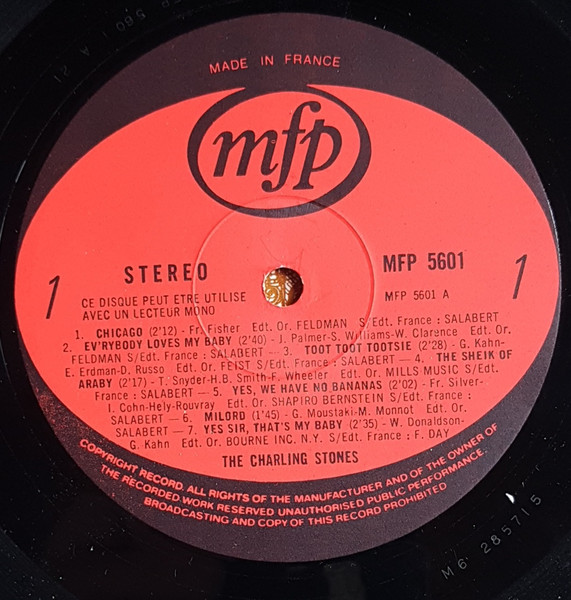 MADE IN FRANCE
mfp
STEREO
MFP 5601
1
1
CE DISQUE PEUT ETRE UTILISE
AVEC UN LECTEUR MONO
MFP 5601 A
1. CHICAGO (2'12) - Fr. Fisher Edt. Or. FELDMAN S/Edt. France : SALABERT
2. EV'RYBODY LOVES MY BABY (2'40) - J. Palmer-S. Williams-W. Clarence Edt. Or.
FELDMAN S/Edt. France : SALABERT - 3. TOOT TOOT TOOTSIE (2'28) - G. Kahn-
E. Erdman-D. Russo Edt. Or. FEIST S/Edt. France : SALABERT - 4. THE SHEIK OF
ARABY (2'17) - T. Snyder-H.B. Smith-F. Wheeler Edt. Or. MILLS MUSIC S/Edt.
France : SALABERT - 5. YES, WE HAVE NO BANANAS (2'02) - Fr. Silver-
I. Cohn-Hely-Rouvray Edt. Or. SHAPIRO BERNSTEIN S/Edt. France :
SALABERT - 6. MILORD (1'45) - G. Moustaki-M. Monnot Edt. Or.
SALABERT - 7. YES SIR, THAT'S MY BABY (2'35) - W. Donaldson-
G. Kahn Edt. Or. BOURNE INC. N.Y. S/Edt. France : F. DAY
THE CHARLING STONES
COPYRIGHT RECORD. ALL RIGHTS OF THE MANUFACTURER AND OF THE OWNER OF
THE RECORDED WORK RESERVED UNAUTHORISED PUBLIC PERFORMANCE.
BROADCASTING AND COPY OF THIS RECORD PROHIBITED
M6 285715